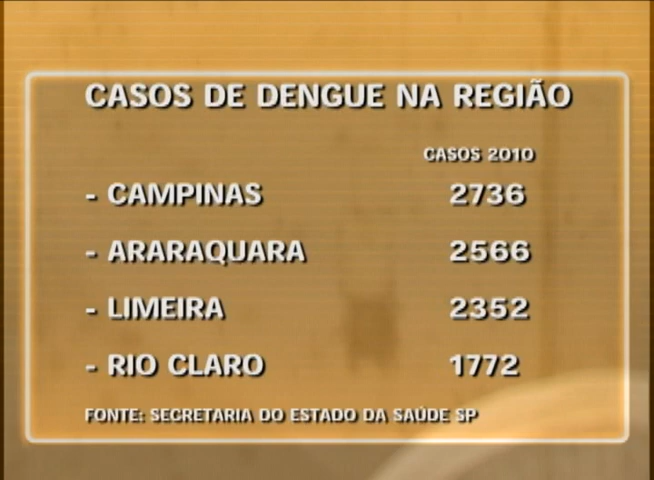 CASOS DE DENGUE NA REGIÃO
CASOS 2010
- CAMPINAS 2736
- ARARAQUARA 2566
- LIMEIRA 2352
- RIO CLARO 1772
FONTE: SECRETARIA DO ESTADO DA SAÚDE SP